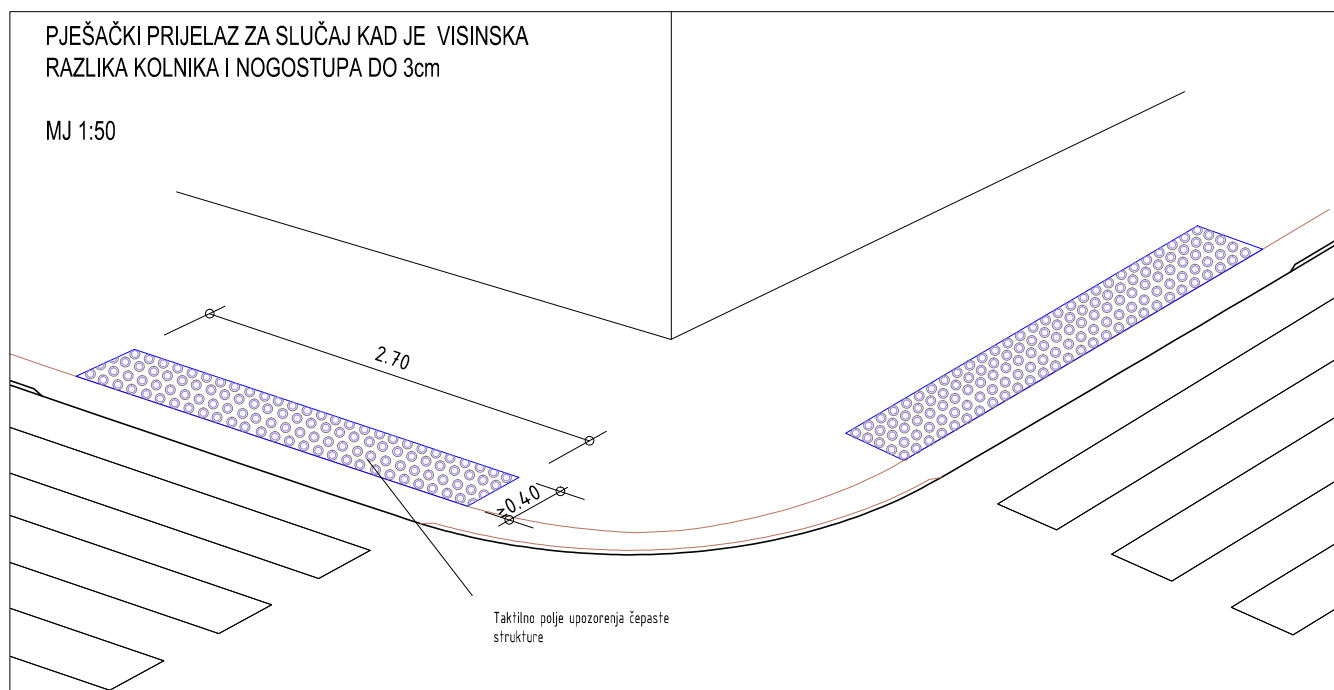 PJEŠAČKI PRIJELAZ ZA SLUČAJ KAD JE VISINSKA
RAZLIKA KOLNIKA I NOGOSTUPA DO 3cm
MJ 1:50
2.70
≥0.40
Taktilno polje upozorenja čepaste
strukture